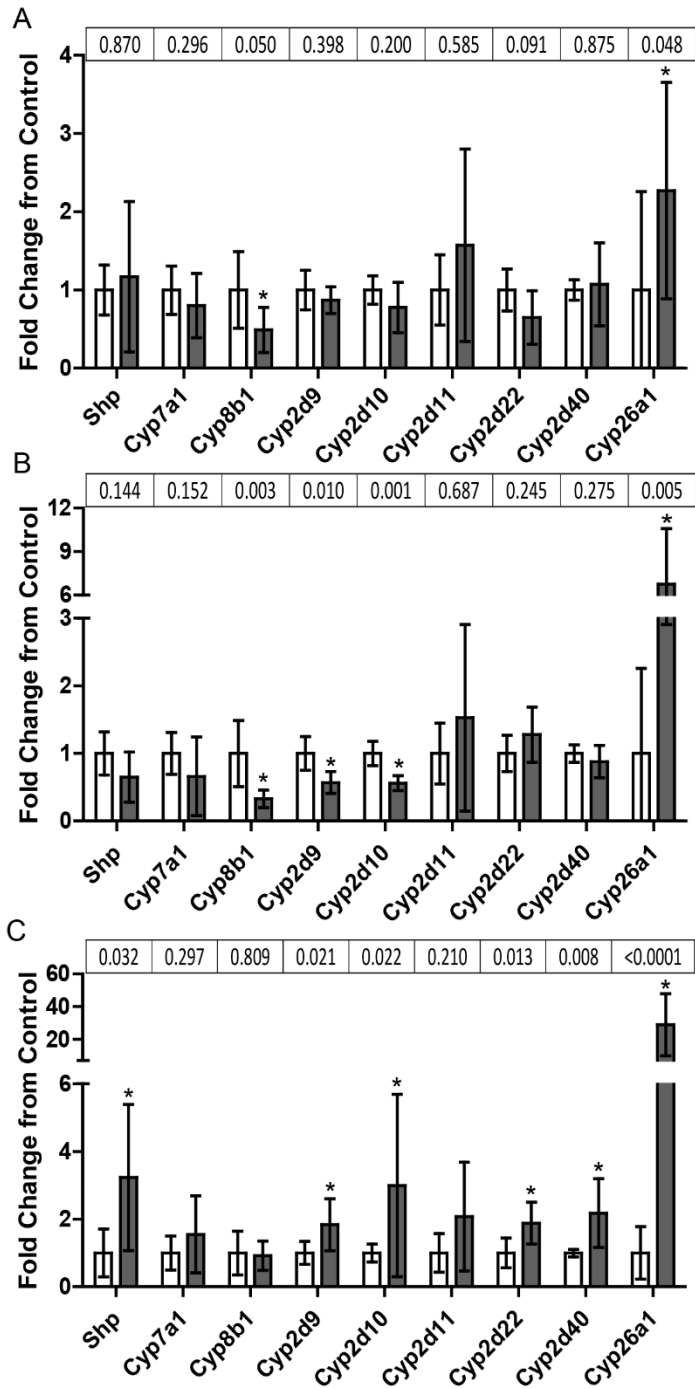 A
0.870 0.296 0.050 0.398 0.200 0.585 0.091 0.875 0.048
Fold Change from Control
4
3
2
1
0
* *
Shp Cyp7a1 Cyp8b1 Cyp2d9 Cyp2d10 Cyp2d11 Cyp2d22 Cyp2d40 Cyp26a1
B
0.144 0.152 0.003 0.010 0.001 0.687 0.245 0.275 0.005
Fold Change from Control
12
9
6
3
2
1
0
* * * *
Shp Cyp7a1 Cyp8b1 Cyp2d9 Cyp2d10 Cyp2d11 Cyp2d22 Cyp2d40 Cyp26a1
C
0.032 0.297 0.809 0.021 0.022 0.210 0.013 0.008 <0.0001
Fold Change from Control
60
40
20
6
4
2
0
* * * * * *
Shp Cyp7a1 Cyp8b1 Cyp2d9 Cyp2d10 Cyp2d11 Cyp2d22 Cyp2d40 Cyp26a1